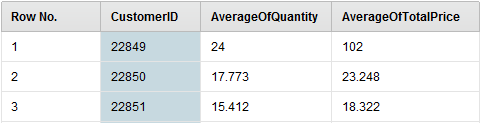 Row No. CustomerID AverageOfQuantity AverageOfTotalPrice
1 22849 24 102
2 22850 17.773 23.248
3 22851 15.412 18.322